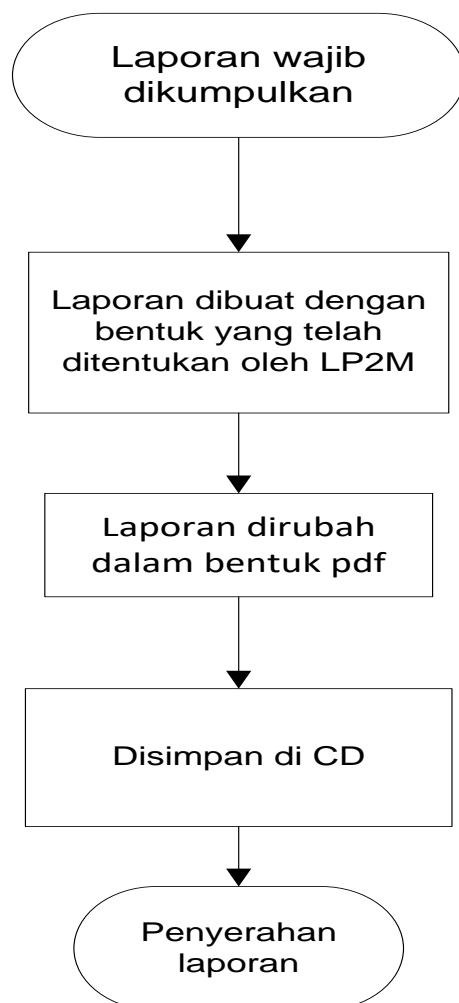 Laporan wajib
dikumpulkan
Laporan dibuat dengan
bentuk yang telah
ditentukan oleh LP2M
Laporan dirubah
dalam bentuk pdf
Disimpan di CD
Penyerahan
laporan